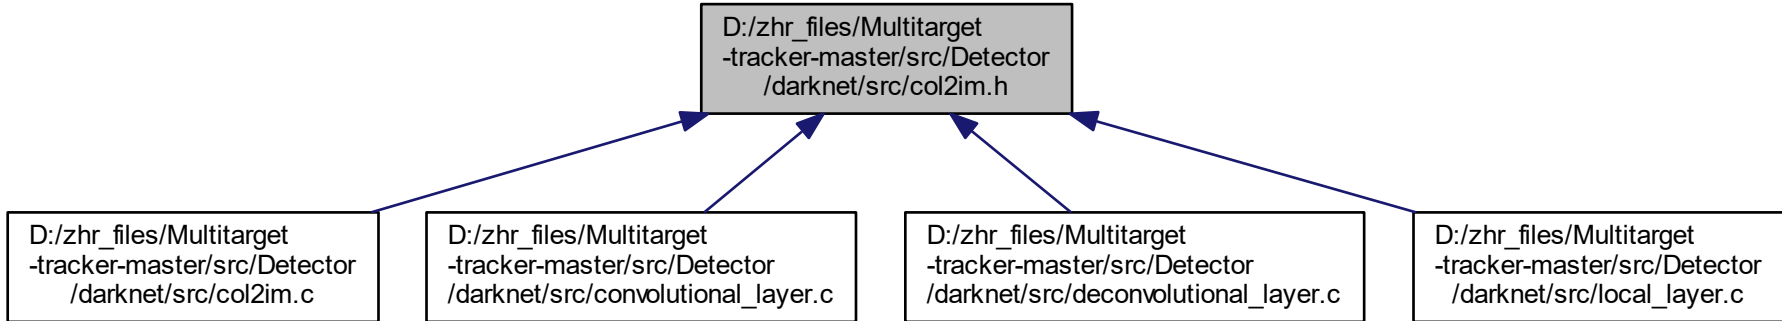 D:/zhr_files/Multitarget
-tracker-master/src/Detector
/darknet/src/col2im.h
D:/zhr_files/Multitarget
-tracker-master/src/Detector
/darknet/src/col2im.c
D:/zhr_files/Multitarget
-tracker-master/src/Detector
/darknet/src/convolutional_layer.c
D:/zhr_files/Multitarget
-tracker-master/src/Detector
/darknet/src/deconvolutional_layer.c
D:/zhr_files/Multitarget
-tracker-master/src/Detector
/darknet/src/local_layer.c